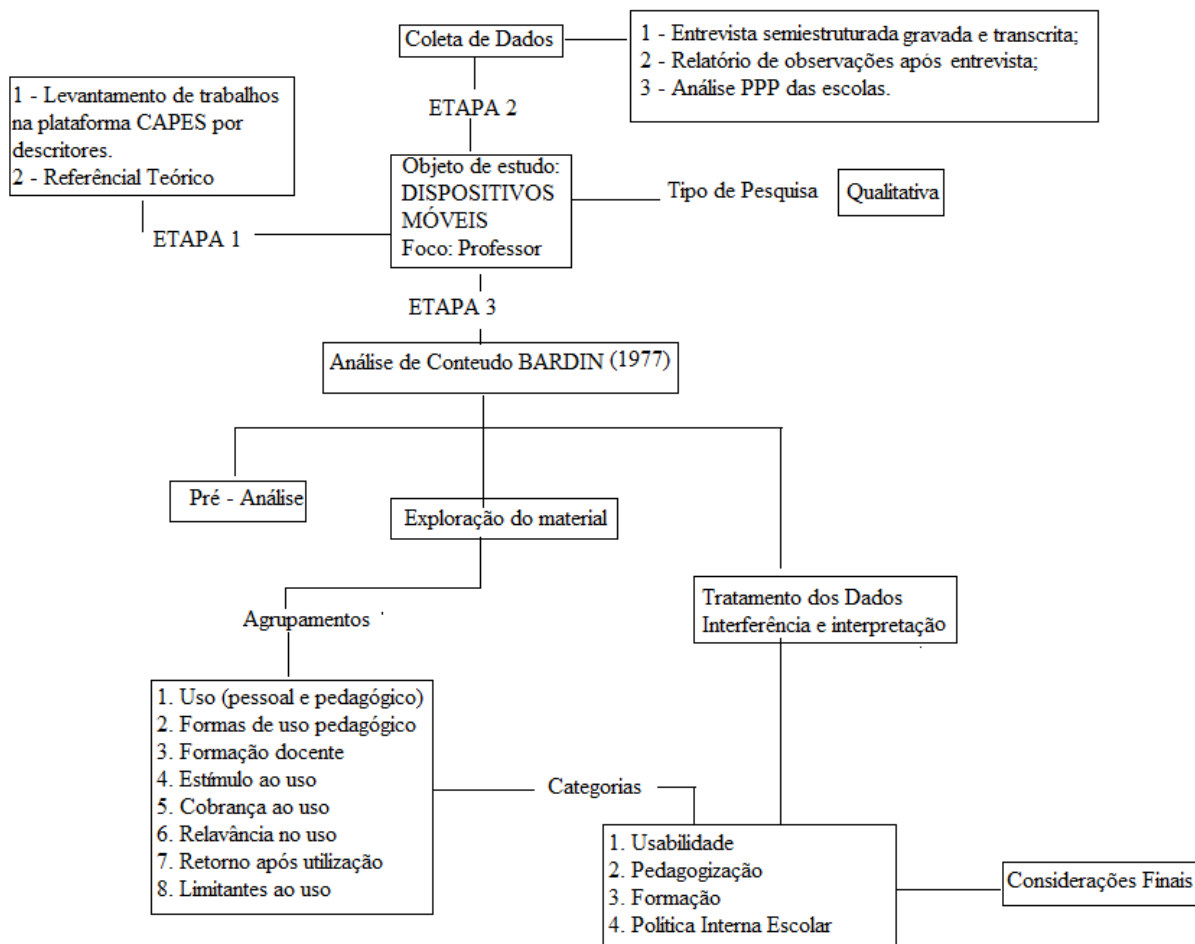 Coleta de Dados
1 - Entrevista semiestruturada gravada e transcrita;
2 - Relatório de observações após entrevista;
3 - Análise PPP das escolas.
1 - Levantamento de trabalhos
na plataforma CAPES por
descritores.
2 - Referêncial Teórico
ETAPA 2
Objeto de estudo:
DISPOSITIVOS
MÓVEIS
Foco: Professor
Tipo de Pesquisa
Qualitativa
ETAPA 1
ETAPA 3
Análise de Conteudo BARDIN (1977)
Pré - Análise
Exploração do material
Tratamento dos Dados
Interferência e interpretação
Agrupamentos
1. Uso (pessoal e pedagógico)
2. Formas de uso pedagógico
3. Formação docente
4. Estímulo ao uso
5. Cobrança ao uso
6. Relavância no uso
7. Retorno após utilização
8. Limitantes ao uso
Categorias
1. Usabilidade
2. Pedagogização
3. Formação
4. Política Interna Escolar
Considerações Finais